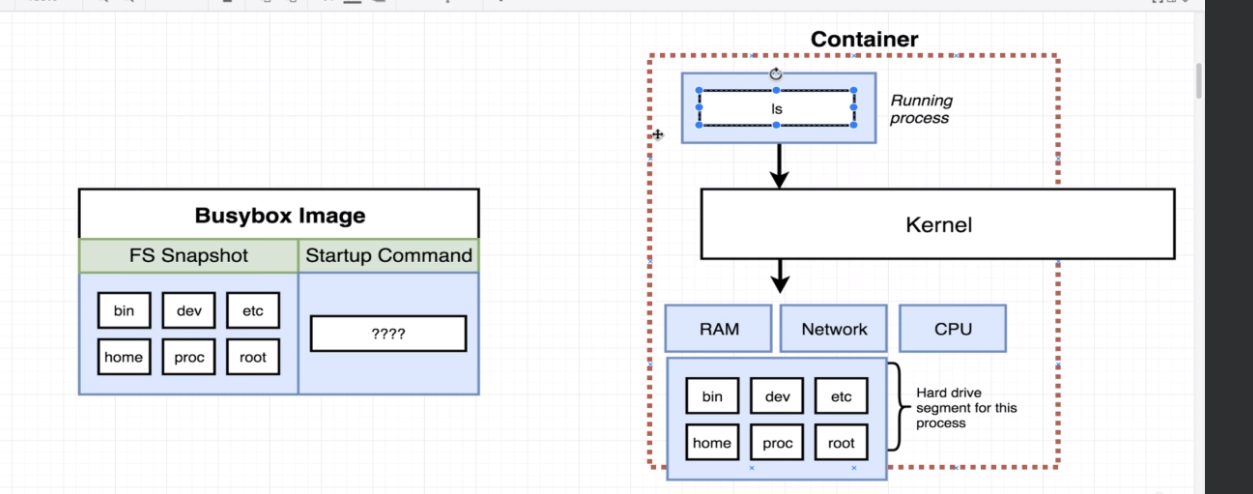 Container
ls
Running
process
Kernel
Busybox Image
FS Snapshot
Startup Command
bin
dev
etc
home
proc
root
????
RAM
Network
CPU
bin
dev
etc
home
proc
root
Hard drive
segment for this
process